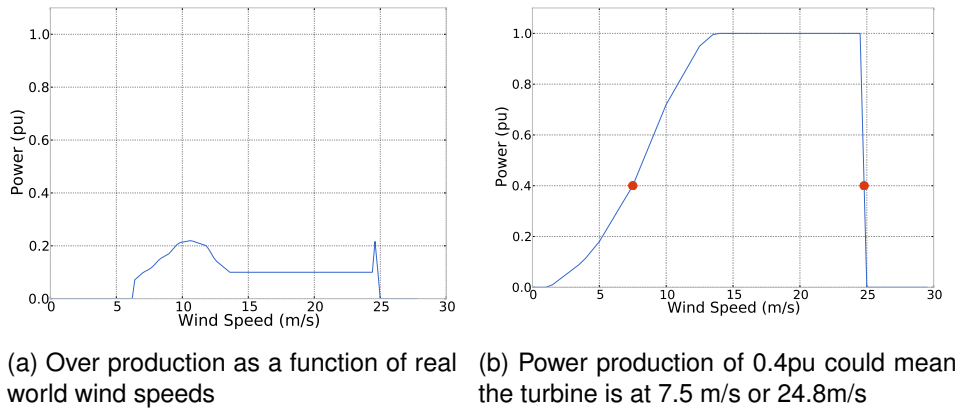 1.0
0.8
0.6
0.4
0.2
0.0
0 5 10 15 20 25 30
Power (pu)
Wind Speed (m/s)
1.0
0.8
0.6
0.4
0.2
0.0
0 5 10 15 20 25 30
Power (pu)
Wind Speed (m/s)
(a) Over production as a function of real
world wind speeds
(b) Power production of 0.4pu could mean
the turbine is at 7.5 m/s or 24.8m/s